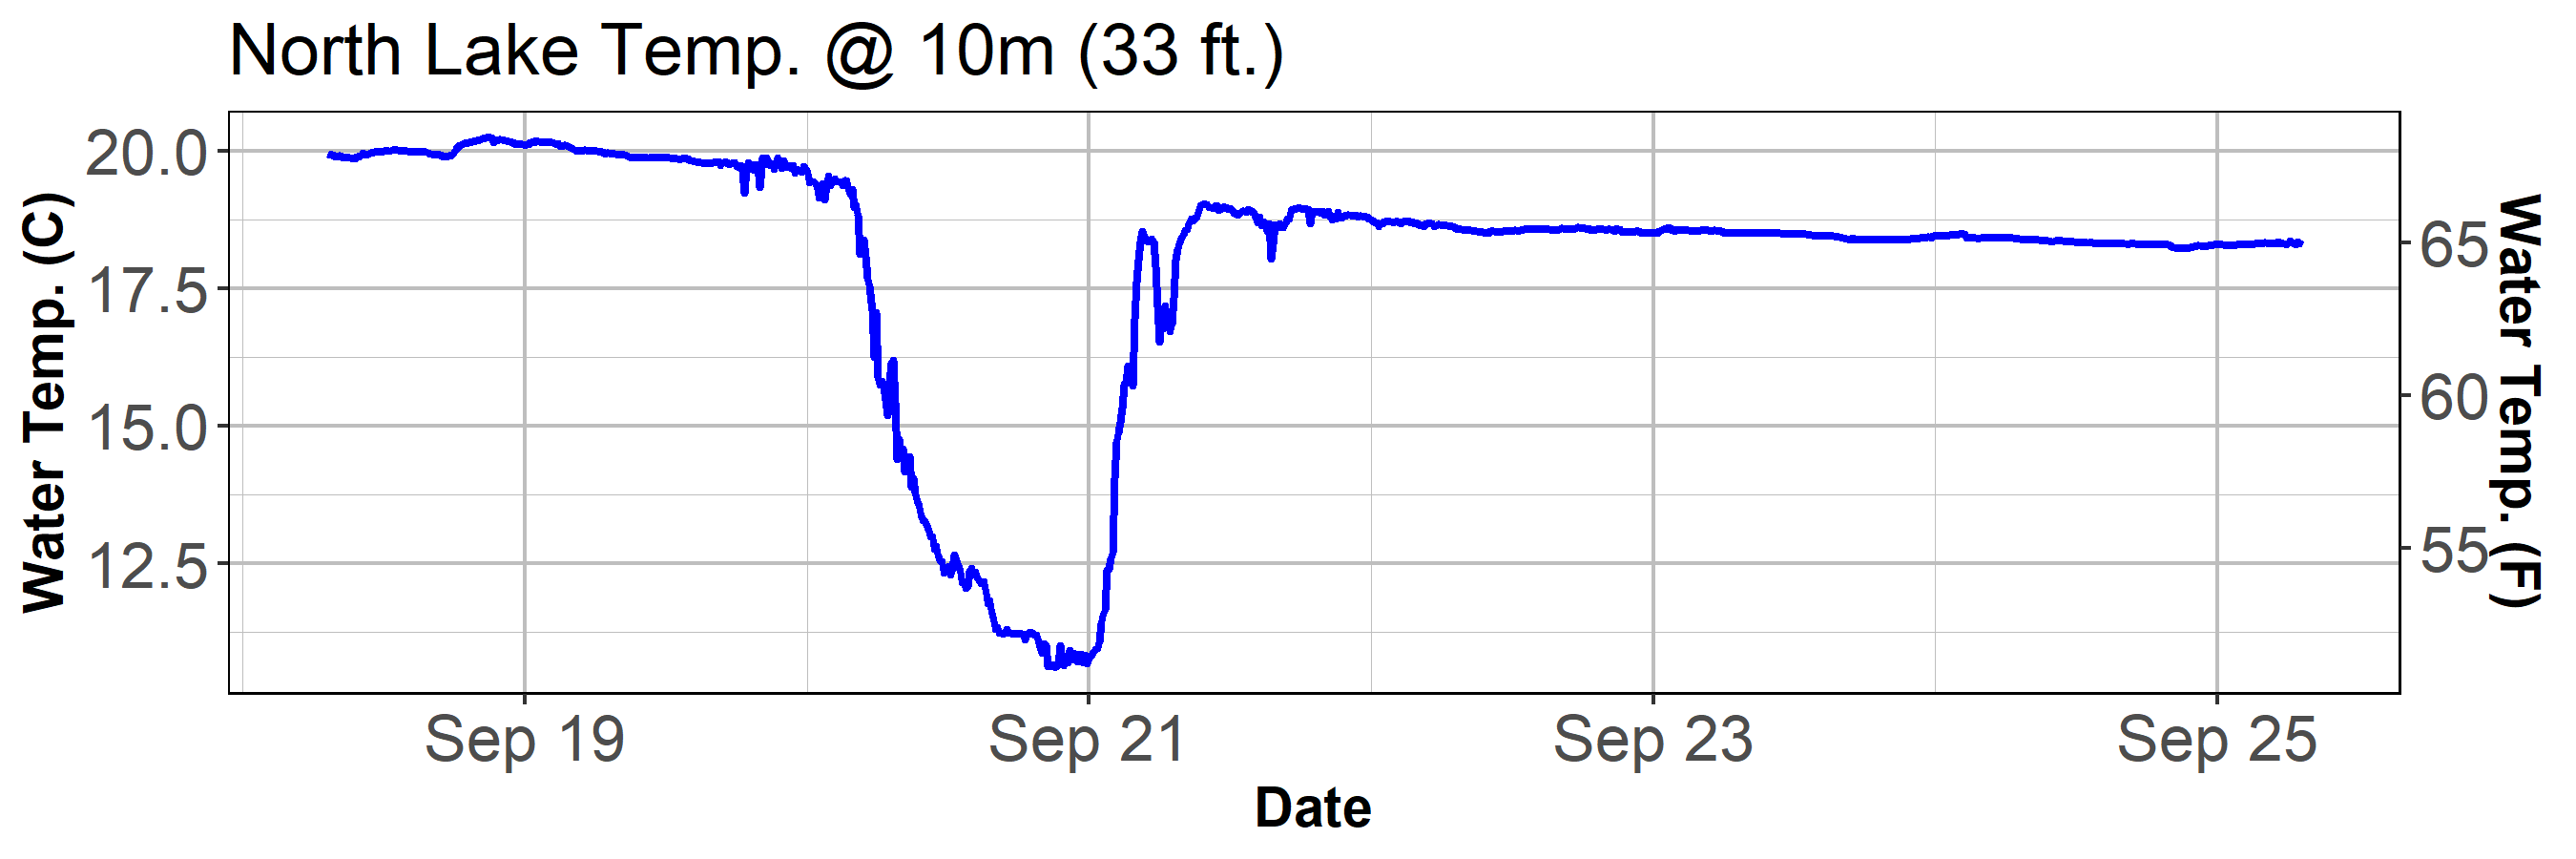 North Lake Temp. @ 10m (33 ft.)
Water Temp. (C)
20.0
17.5
15.0
12.5
65
60
55
Water Temp. (F)
Sep 19
Sep 21
Sep 23
Sep 25
Date